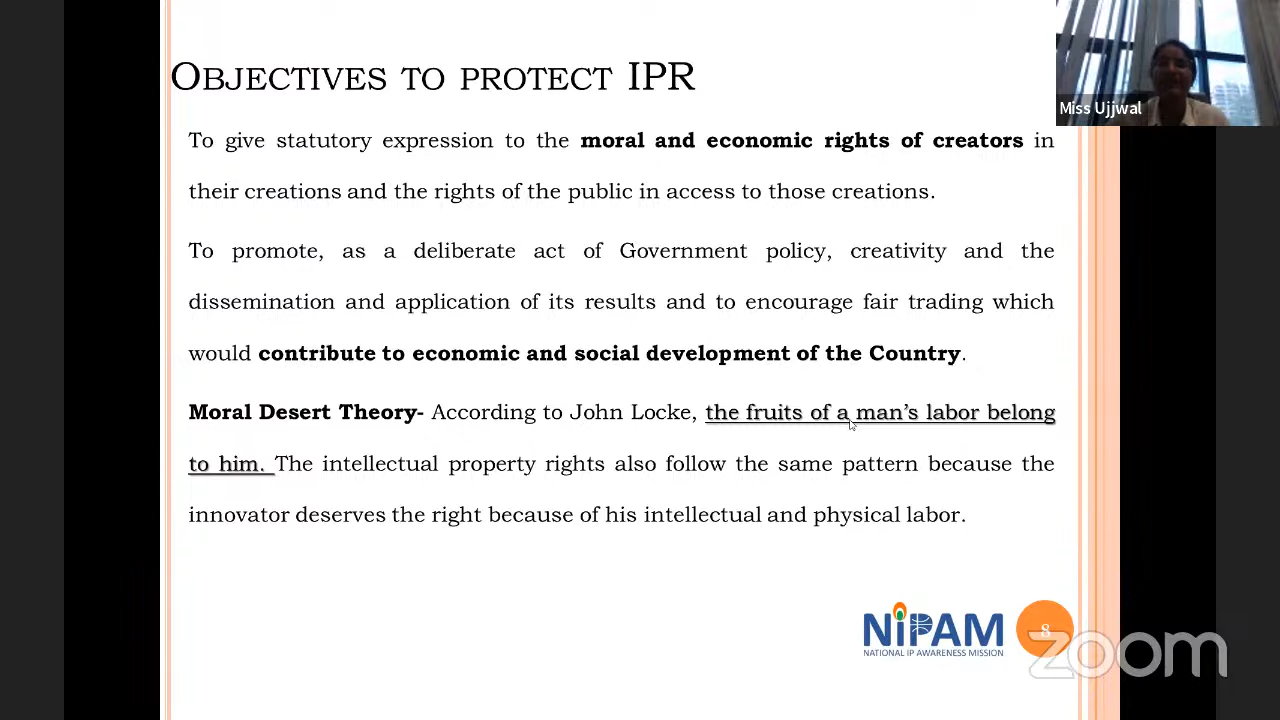 OBJECTIVES TO PROTECT IPR
Miss Ujjwal
To give statutory expression to the moral and economic rights of creators in
their creations and the rights of the public in access to those creations.
To promote, as a deliberate act of Government policy, creativity and the
dissemination and application of its results and to encourage fair trading which
would contribute to economic and social development of the Country.
Moral Desert Theory- According to John Locke, the fruits of a man’s labor belong
to him. The intellectual property rights also follow the same pattern because the
innovator deserves the right because of his intellectual and physical labor.
NIPAM
NATIONAL IP AWARENESS MISSION
8
zoom